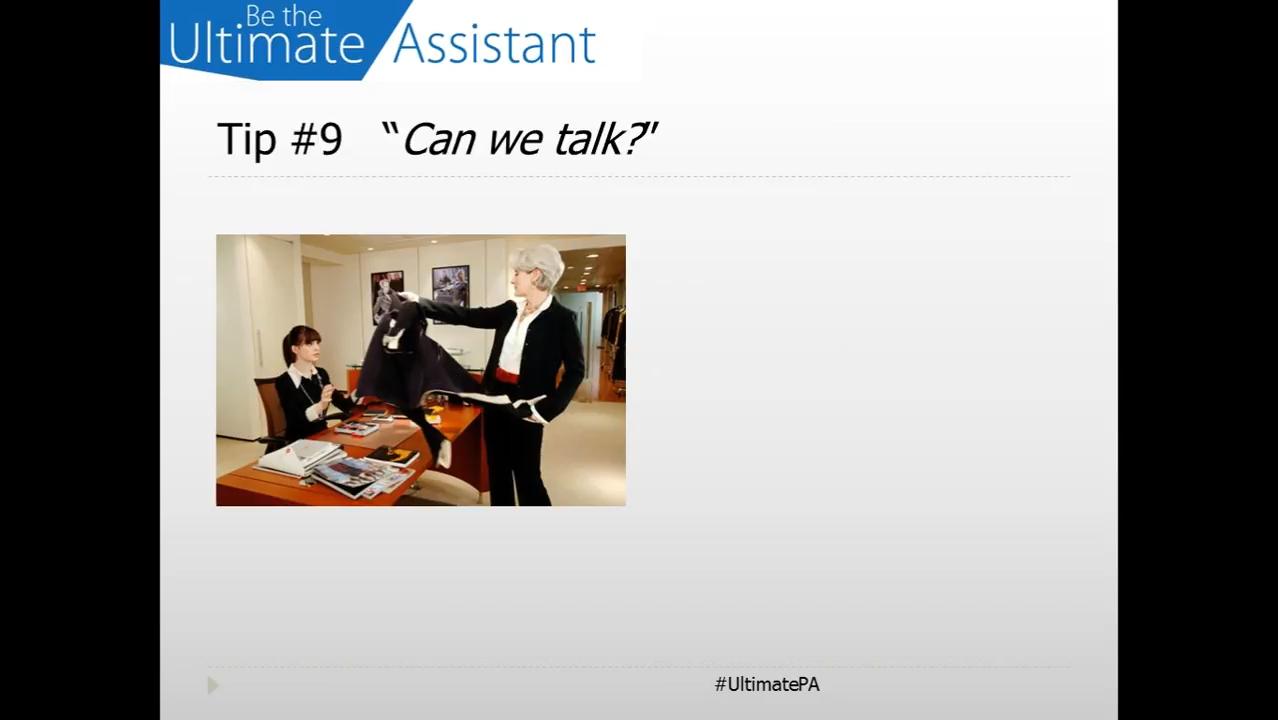 Be the
Ultimate Assistant
Tip #9 “Can we talk?”
#UltimatePA